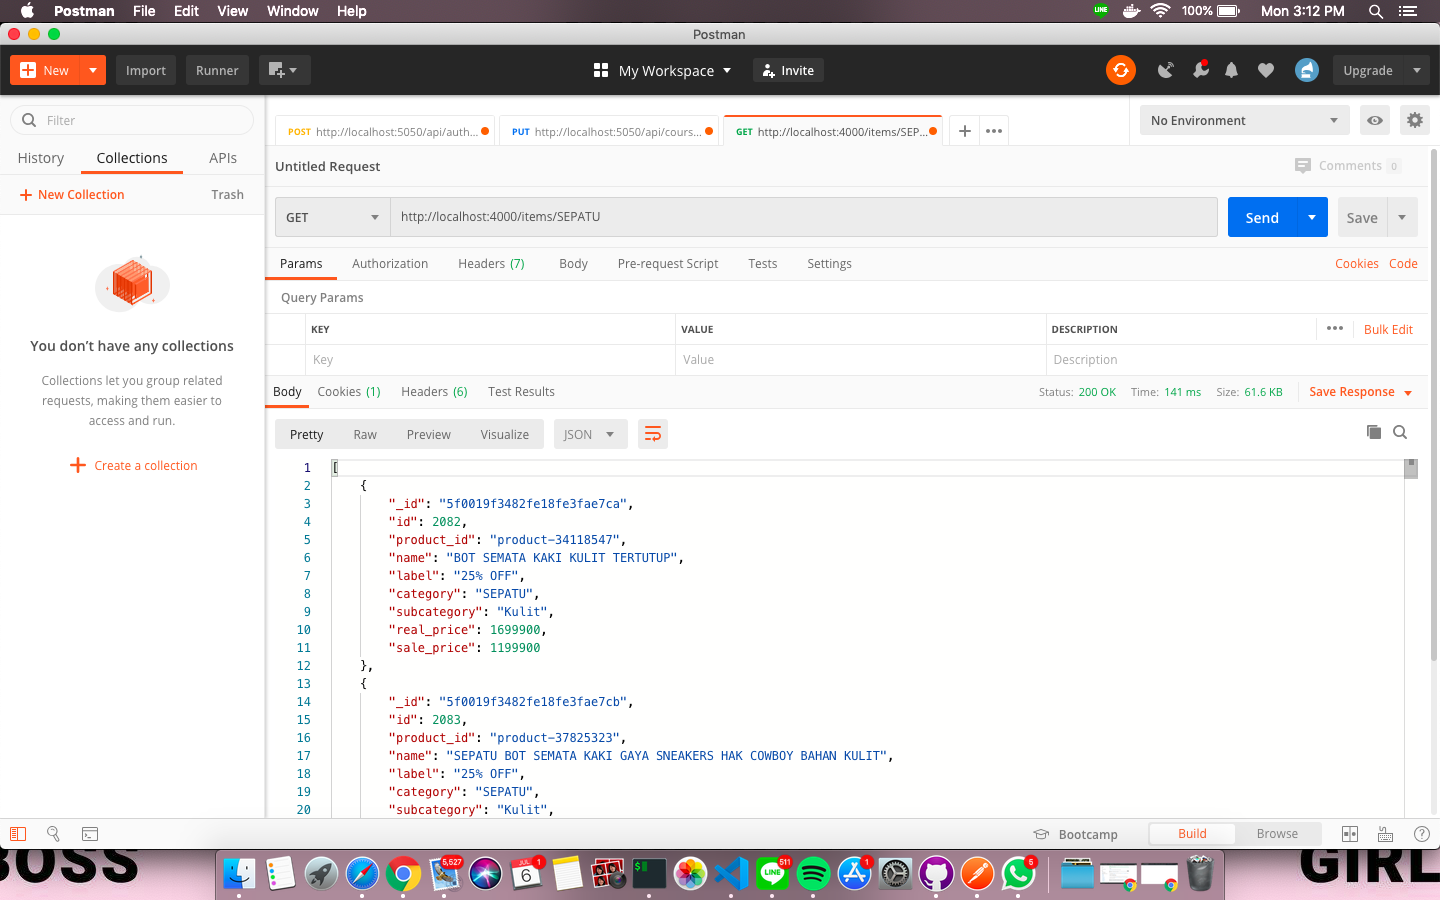 Postman File Edit View Window Help
LINE 100% Mon 3:12 PM
Postman
New Import Runner My Workspace Invite Upgrade
Filter
History Collections APIs
New Collection Trash
You don’t have any collections
Collections let you group related
requests, making them easier to
access and run.
Create a collection
POST http://localhost:5050/api/auth... PUT http://localhost:5050/api/cours... GET http://localhost:4000/items/SEP... No Environment
Untitled Request Comments 0
GET http://localhost:4000/items/SEPATU Send Save
Params Authorization Headers (7) Body Pre-request Script Tests Settings Cookies Code
Query Params
KEY VALUE DESCRIPTION Bulk Edit
Key Value Description
Body Cookies (1) Headers (6) Test Results Status: 200 OK Time: 141 ms Size: 61.6 KB Save Response
Pretty Raw Preview Visualize JSON
1 [
2 {
3 "_id": "5f0019f3482fe18fe3fae7ca",
4 "id": 2082,
5 "product_id": "product-34118547",
6 "name": "BOT SEMATA KAKI KULIT TERTUTUP",
7 "label": "25% OFF",
8 "category": "SEPATU",
9 "subcategory": "Kulit",
10 "real_price": 1699900,
11 "sale_price": 1199900
12 },
13 {
14 "_id": "5f0019f3482fe18fe3fae7cb",
15 "id": 2083,
16 "product_id": "product-37825323",
17 "name": "SEPATU BOT SEMATA KAKI GAYA SNEAKERS HAK COWBOY BAHAN KULIT",
18 "label": "25% OFF",
19 "category": "SEPATU",
20 "subcategory": "Kulit",
Bootcamp Build Browse
BOSS GIRL
5,527 JUL 6 1 $ LINE 511 1 5